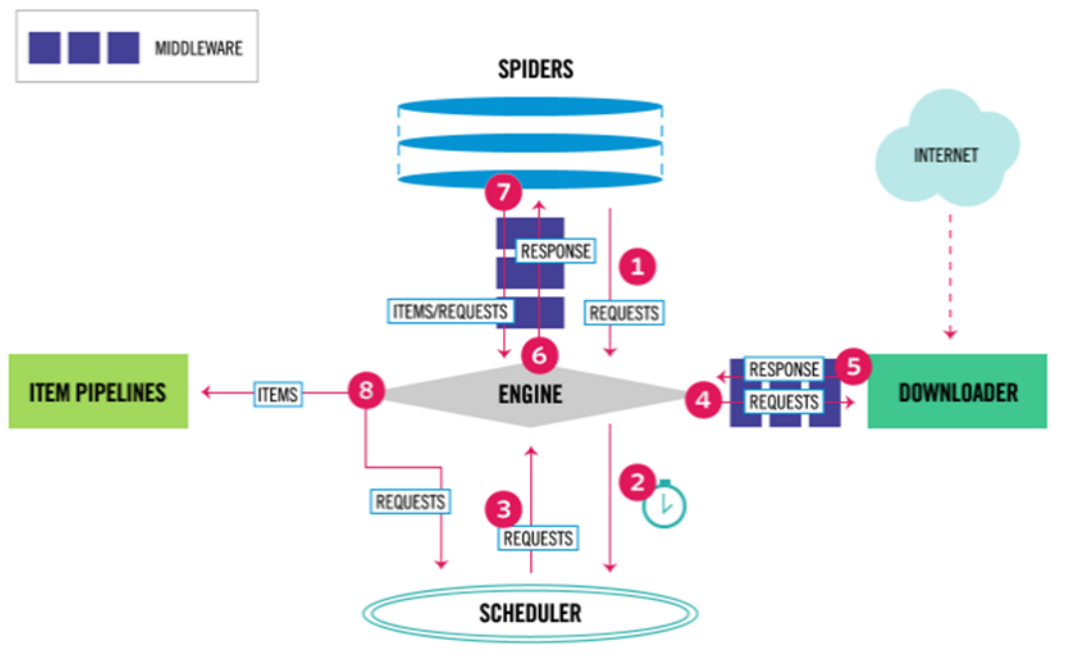 MIDDLEWARE
SPIDERS
INTERNET
7
RESPONSE
1
ITEMS/REQUESTS
REQUESTS
6
ITEM PIPELINES
ITEMS
8
ENGINE
4
RESPONSE
5
REQUESTS
DOWNLOADER
2
REQUESTS
3
REQUESTS
SCHEDULER